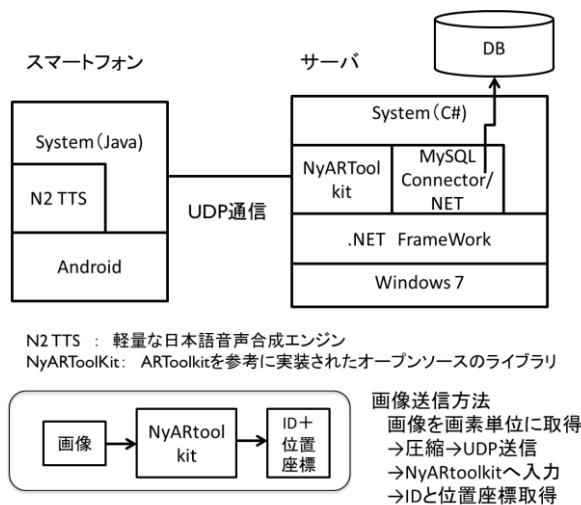 DB
スマートフォン
サーバ
System(Java)
N2 TTS
Android
UDP通信
System(C#)
NyARTool
kit
MySQL
Connector/
NET
.NET FrameWork
Windows 7
N2 TTS : 軽量な日本語音声合成エンジン
NyARToolKit: ARToolkitを参考に実装されたオープンソースのライブラリ
画像
NyARtool
kit
ID+
位置
座標
画像送信方法
画像を画素単位に取得
→圧縮→UDP送信
→NyARtoolkitへ入力
→IDと位置座標取得